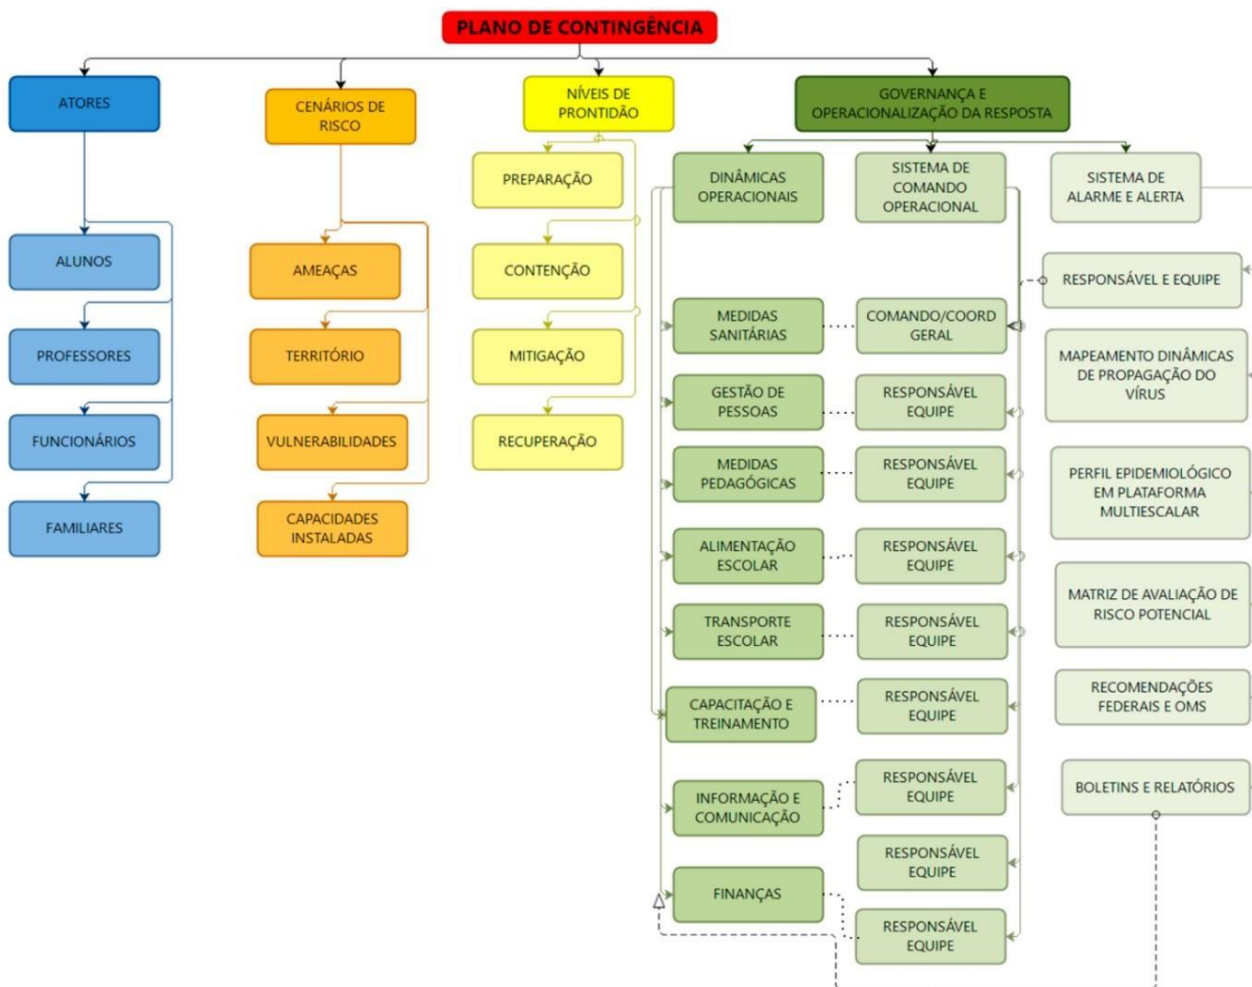 PLANO DE CONTINGÊNCIA
ATORES
ALUNOS
PROFESSORES
FUNCIONÁRIOS
FAMILIARES
CENÁRIOS DE
RISCO
AMEAÇAS
TERRITÓRIO
VULNERABILIDADES
CAPACIDADES
INSTALADAS
NÍVEIS DE
PRONTIDÃO
PREPARAÇÃO
CONTENÇÃO
MITIGAÇÃO
RECUPERAÇÃO
GOVERNANÇA E
OPERACIONALIZAÇÃO DA RESPOSTA
DINÂMICAS
OPERACIONAIS
MEDIDAS
SANITÁRIAS
GESTÃO DE
PESSOAS
MEDIDAS
PEDAGÓGICAS
ALIMENTAÇÃO
ESCOLAR
TRANSPORTE
ESCOLAR
CAPACITAÇÃO E
TREINAMENTO
INFORMAÇÃO E
COMUNICAÇÃO
FINANÇAS
SISTEMA DE
COMANDO
OPERACIONAL
COMANDO/COORD
GERAL
RESPONSÁVEL
EQUIPE
RESPONSÁVEL
EQUIPE
RESPONSÁVEL
EQUIPE
RESPONSÁVEL
EQUIPE
RESPONSÁVEL
EQUIPE
RESPONSÁVEL
EQUIPE
RESPONSÁVEL
EQUIPE
RESPONSÁVEL
EQUIPE
SISTEMA DE
ALARME E ALERTA
RESPONSÁVEL E EQUIPE
MAPEAMENTO DINÂMICAS
DE PROPAGAÇÃO DO
VÍRUS
PERFIL EPIDEMIOLÓGICO
EM PLATAFORMA
MULTIESCALAR
MATRIZ DE AVALIAÇÃO DE
RISCO POTENCIAL
RECOMENDAÇÕES
FEDERAIS E OMS
BOLETINS E RELATÓRIOS